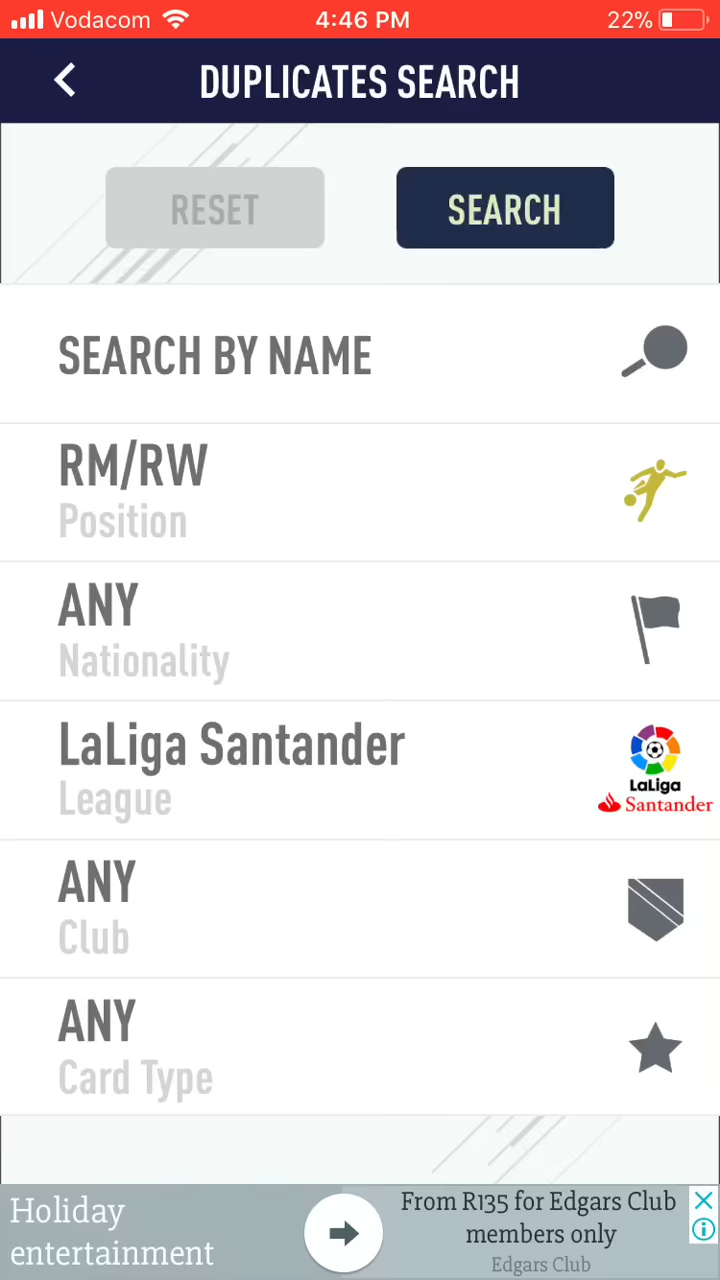 Vodacom 4:46 PM 22%
DUPLICATES SEARCH
RESET SEARCH
SEARCH BY NAME
RM/RW
Position
ANY
Nationality
LaLiga Santander
League
LaLiga
Santander
ANY
Club
ANY
Card Type
Holiday
entertainment
From R135 for Edgars Club
members only
Edgars Club